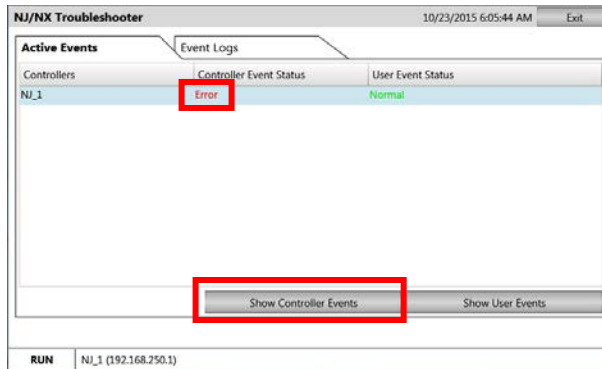 NJ/NX Troubleshooter 10/23/2015 6:05:44 AM Exit
Active Events Event Logs
Controllers Controller Event Status User Event Status
NJ_1 Error Normal
Show Controller Events Show User Events
RUN NJ_1 (192.168.250.1)